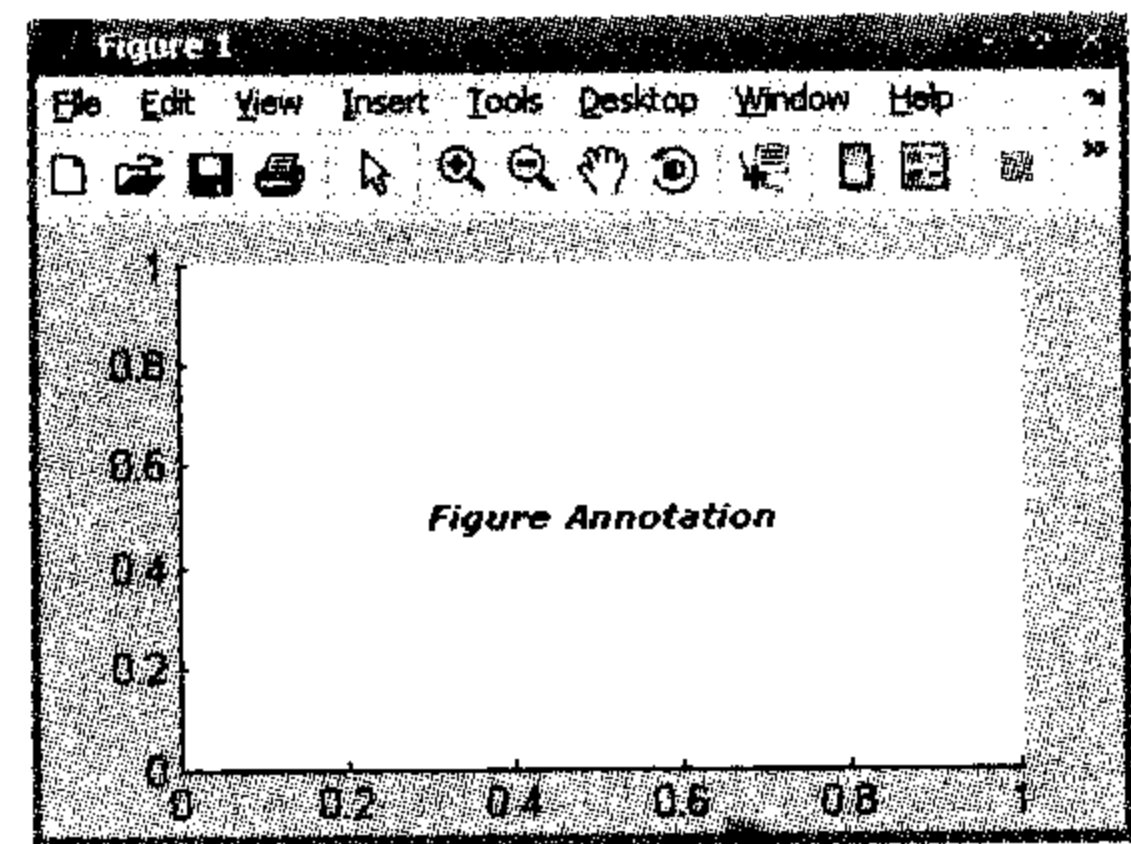 Figure 1
File Edit View Insert Tools Desktop Window Help
1
0.8
0.6
Figure Annotation
0.4
0.2
0
0 0.2 0.4 0.6 0.8 1